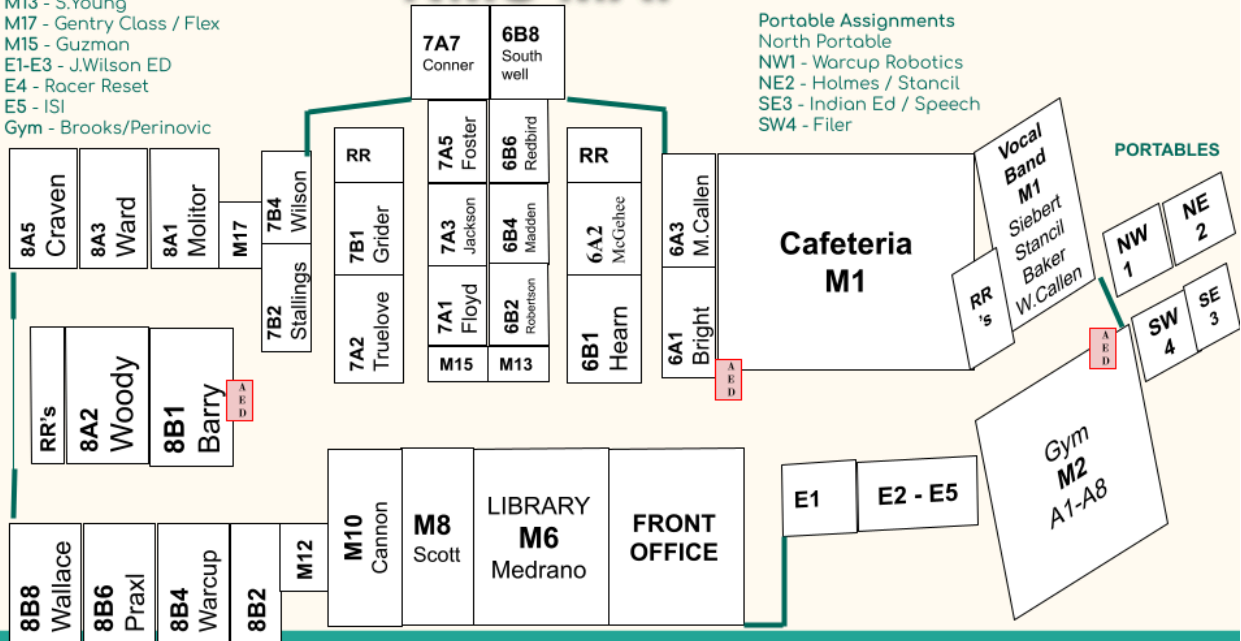 M13 - S.Young
M17 - Gentry Class / Flex
M15 - Guzman
E1-E3 - J.Wilson ED
E4 - Racer Reset
E5 - ISI
Gym - Brooks/Perinovic
7A7
Conner
6B8
South
well
Portable Assignments
North Portable
NW1 - Warcup Robotics
NE2 - Holmes / Stancil
SE3 - Indian Ed / Speech
SW4 - Filer
PORTABLES
8A5
Craven
8A3
Ward
8A1
Molitor
M17
7B4
Wilson
7B2
Stallings
RR
7B1
Grider
7A2
Truelove
7A5
Foster
6B6
Redbird
7A3
Jackson
6B4
Madden
7A1
Floyd
6B2
Robertson
M15
M13
RR
6A2
McGehee
6B1
Hearn
6A3
M.Callen
6A1
Bright
AED
Cafeteria
M1
Vocal
Band
M1
Siebert
Stancil
Baker
W.Callen
RR
's
NW
1
NE
2
SW
4
SE
3
AED
RR's
8A2
Woody
8B1
Barry
AED
Gym
M2
A1-A8
E1
E2 - E5
M10
Cannon
M8
Scott
LIBRARY
M6
Medrano
FRONT
OFFICE
M12
8B8
Wallace
8B6
Praxl
8B4
Warcup
8B2